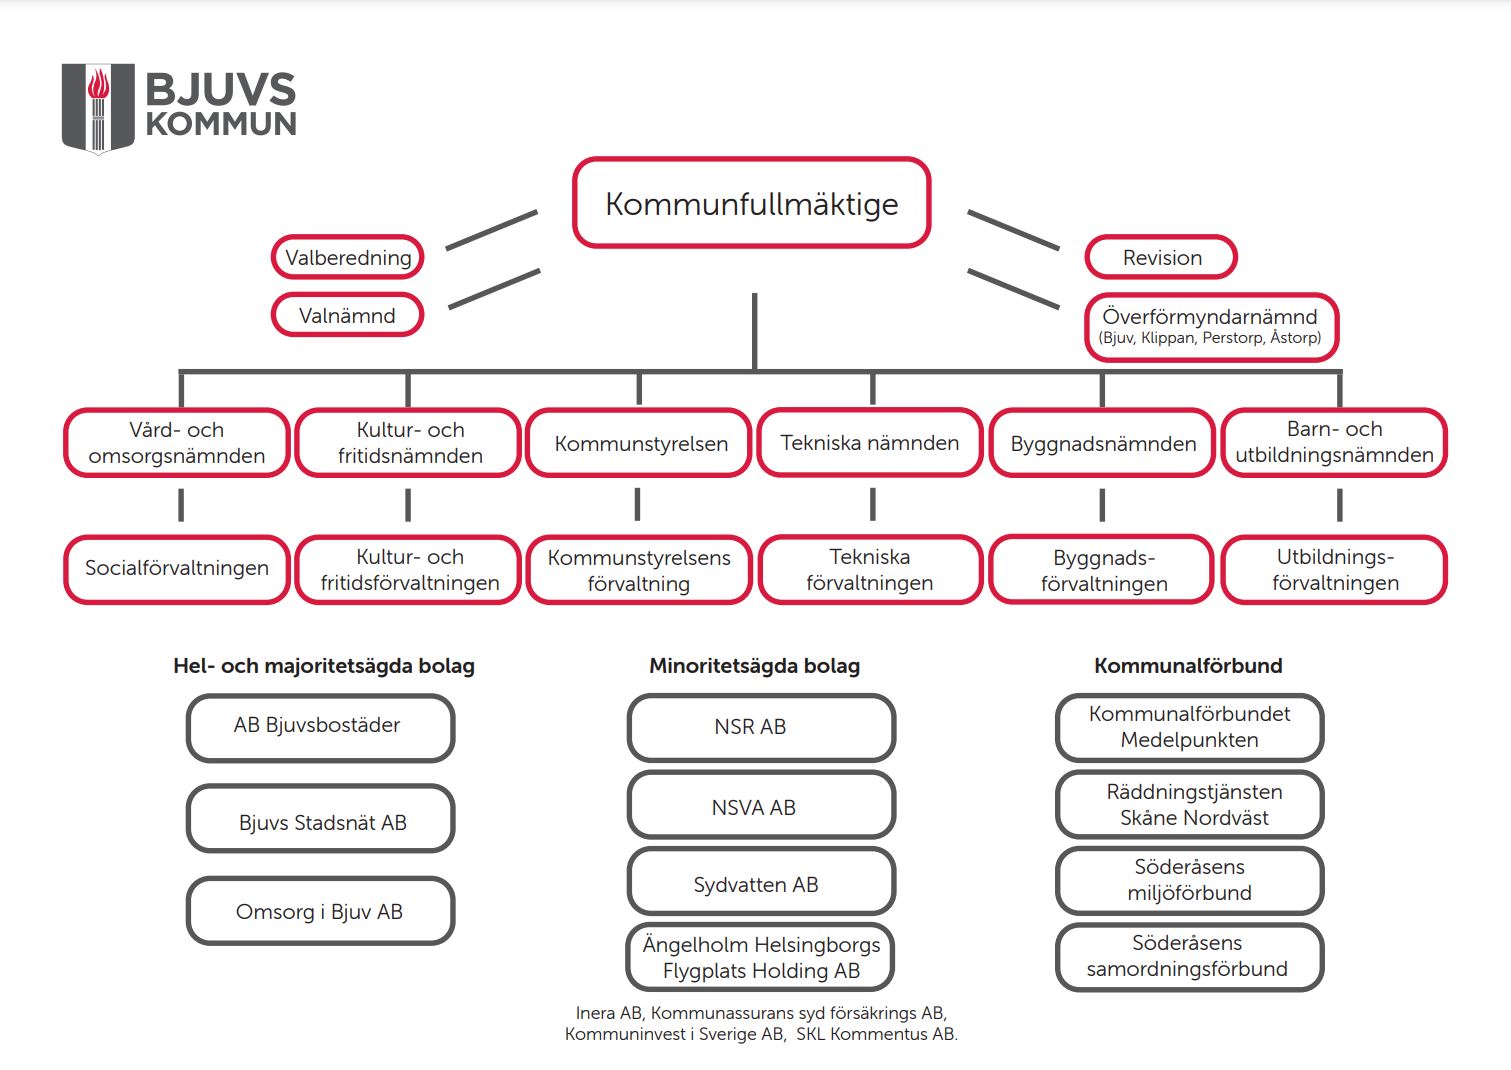 BJUVS
KOMMUN
Kommunfullmäktige
Valberedning
Valnämnd
Revision
Överförmyndarnämnd
(Bjuv, Klippan, Perstorp, Åstorp)
Vård- och
omsorgsnämnden
Kultur- och
fritidsnämnden
Kommunstyrelsen
Tekniska nämnden
Byggnadsnämnden
Barn- och
utbildningsnämnden
Socialförvaltningen
Kultur- och
fritidsförvaltningen
Kommunstyrelsens
förvaltning
Tekniska
förvaltningen
Byggnads-
förvaltningen
Utbildnings-
förvaltningen
Hel- och majoritetsägda bolag
AB Bjuvsbostäder
Bjuvs Stadsnät AB
Omsorg i Bjuv AB
Minoritetsägda bolag
NSR AB
NSVA AB
Sydvatten AB
Ängelholm Helsingborgs
Flygplats Holding AB
Inera AB, Kommunassurans syd försäkrings AB,
Kommuninvest i Sverige AB, SKL Kommentus AB.
Kommunalförbund
Kommunalförbundet
Medelpunkten
Räddningstjänsten
Skåne Nordväst
Söderåsens
miljöförbund
Söderåsens
samordningsförbund